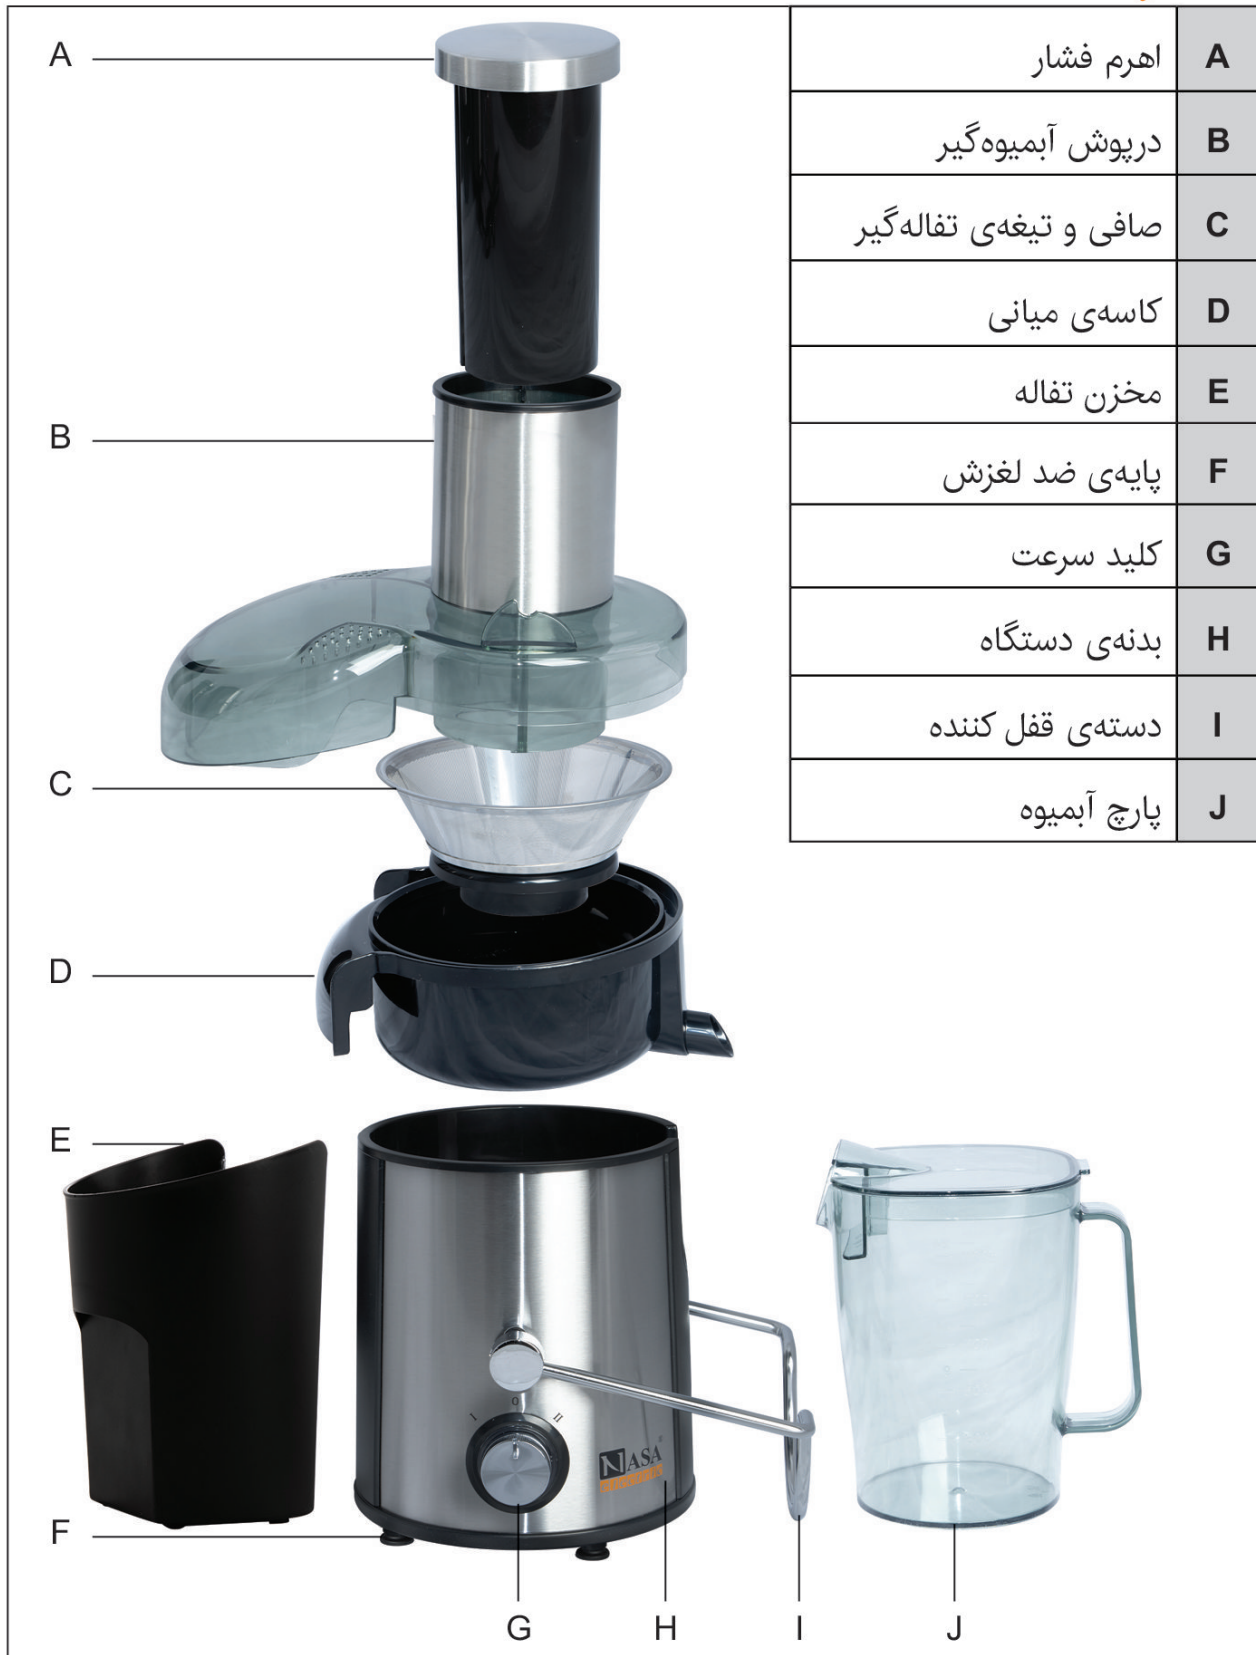 A اهرم فشار
B درپوش آبمیوه‌گیر
C صافی و تیغه‌ی تفاله‌گیر
D کاسه‌ی میانی
E مخزن تفاله
F پایه‌ی ضد لغزش
G کلید سرعت
H بدنه‌ی دستگاه
I دسته‌ی قفل کننده
J پارچ آبمیوه
A
B
C
D
E
I O II
NASA
F
G H I J